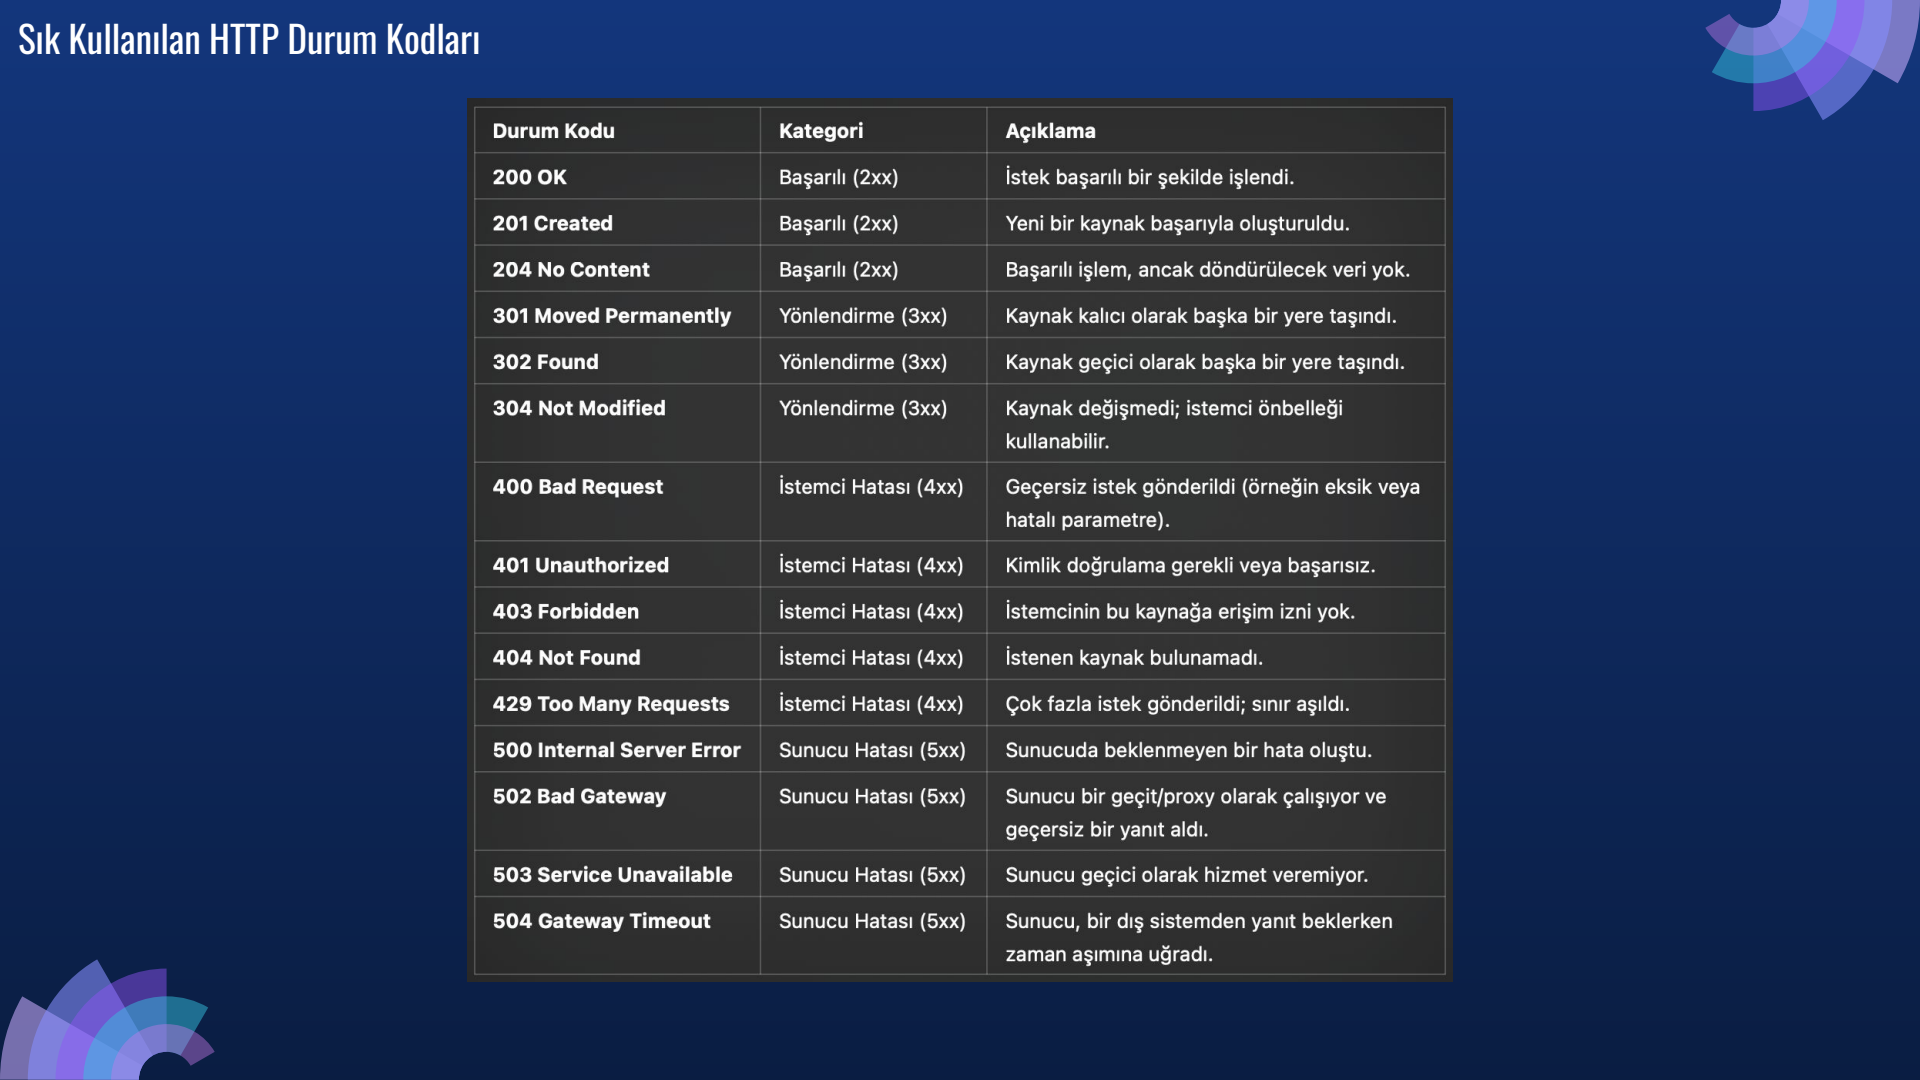 Sık Kullanılan HTTP Durum Kodları
Durum Kodu Kategori Açıklama
200 OK Başarılı (2xx) İstek başarılı bir şekilde işlendi.
201 Created Başarılı (2xx) Yeni bir kaynak başarıyla oluşturuldu.
204 No Content Başarılı (2xx) Başarılı işlem, ancak döndürülecek veri yok.
301 Moved Permanently Yönlendirme (3xx) Kaynak kalıcı olarak başka bir yere taşındı.
302 Found Yönlendirme (3xx) Kaynak geçici olarak başka bir yere taşındı.
304 Not Modified Yönlendirme (3xx) Kaynak değişmedi; istemci önbelleği
kullanabilir.
400 Bad Request İstemci Hatası (4xx) Geçersiz istek gönderildi (örneğin eksik veya
hatalı parametre).
401 Unauthorized İstemci Hatası (4xx) Kimlik doğrulama gerekli veya başarısız.
403 Forbidden İstemci Hatası (4xx) İstemcinin bu kaynağa erişim izni yok.
404 Not Found İstemci Hatası (4xx) İstenen kaynak bulunamadı.
429 Too Many Requests İstemci Hatası (4xx) Çok fazla istek gönderildi; sınır aşıldı.
500 Internal Server Error Sunucu Hatası (5xx) Sunucuda beklenmeyen bir hata oluştu.
502 Bad Gateway Sunucu Hatası (5xx) Sunucu bir geçit/proxy olarak çalışıyor ve
geçersiz bir yanıt aldı.
503 Service Unavailable Sunucu Hatası (5xx) Sunucu geçici olarak hizmet veremiyor.
504 Gateway Timeout Sunucu Hatası (5xx) Sunucu, bir dış sistemden yanıt beklerken
zaman aşımına uğradı.